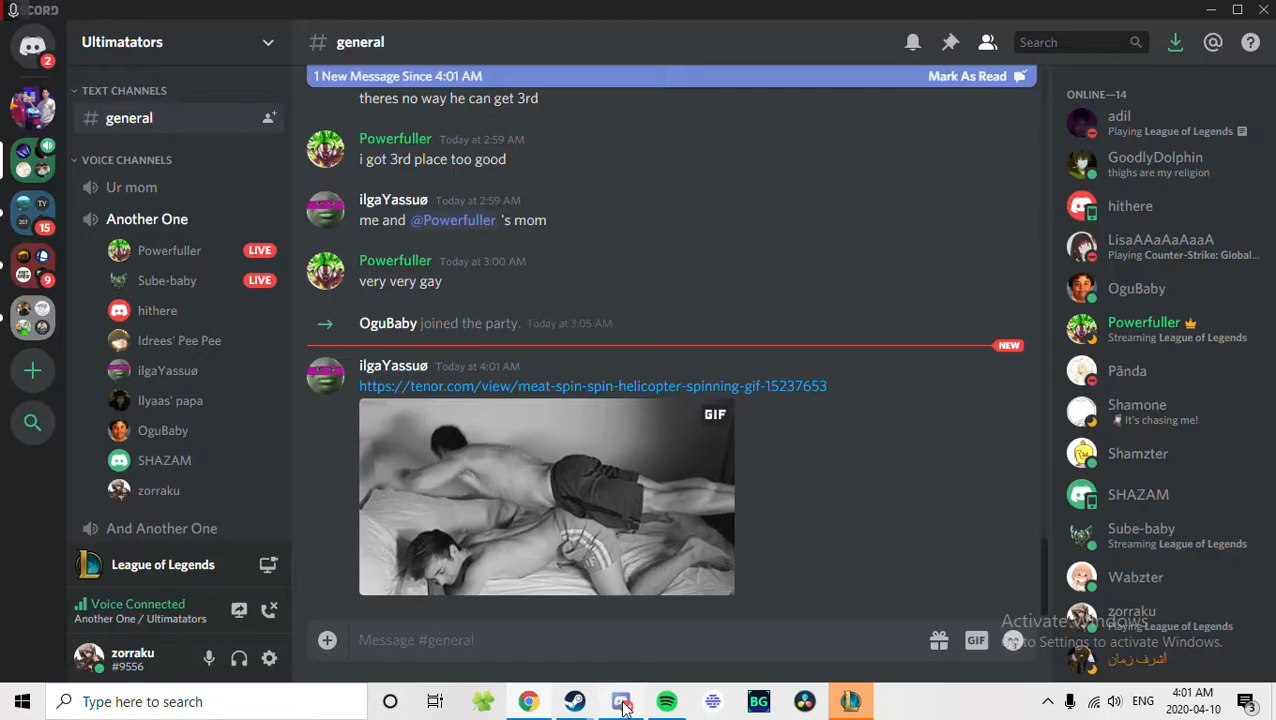 CORD
2
15
9
Ultimatators
TEXT CHANNELS
# general
VOICE CHANNELS
Ur mom
Another One
Powerfuller LIVE
Sube-baby LIVE
hithere
Idrees' Pee Pee
ilgaYassuø
Ilyaas' papa
OguBaby
SHAZAM
zorraku
And Another One
League of Legends
Voice Connected
Another One / Ultimatators
zorraku
#9556
# general
Search
1 New Message Since 4:01 AM Mark As Read
theres no way he can get 3rd
Powerfuller Today at 2:59 AM
i got 3rd place too good
ilgaYassuø Today at 2:59 AM
me and @Powerfuller 's mom
Powerfuller Today at 3:00 AM
very very gay
OguBaby joined the party. Today at 3:05 AM
NEW
ilgaYassuø Today at 4:01 AM
https://tenor.com/view/meat-spin-spin-helicopter-spinning-gif-15237653
GIF
Message #general
GIF
ONLINE—14
adil
Playing League of Legends
GoodlyDolphin
thighs are my religion
hithere
LisaAAaAaAaaA
Playing Counter-Strike: Global...
OguBaby
Powerfuller
Streaming League of Legends
Pãnda
Shamone
It's chasing me!
Shamzter
SHAZAM
Sube-baby
Streaming League of Legends
Wabzter
zorraku
Playing League of Legends
أشرف زمان
Activate Windows
Go to Settings to activate Windows.
Type here to search
BG
ENG
4:01 AM
2020-04-10
3